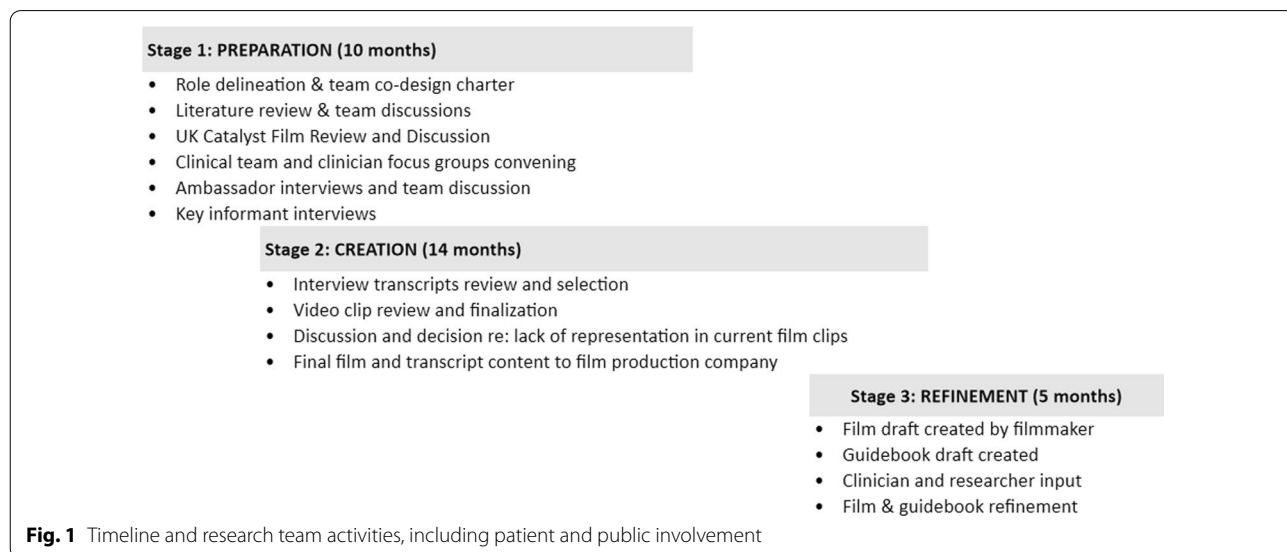 Stage 1: PREPARATION (10 months)
• Role delineation & team co-design charter
• Literature review & team discussions
• UK Catalyst Film Review and Discussion
• Clinical team and clinician focus groups convening
• Ambassador interviews and team discussion
• Key informant interviews
Stage 2: CREATION (14 months)
• Interview transcripts review and selection
• Video clip review and finalization
• Discussion and decision re: lack of representation in current film clips
• Final film and transcript content to film production company
Stage 3: REFINEMENT (5 months)
• Film draft created by filmmaker
• Guidebook draft created
• Clinician and researcher input
• Film & guidebook refinement
Fig. 1 Timeline and research team activities, including patient and public involvement